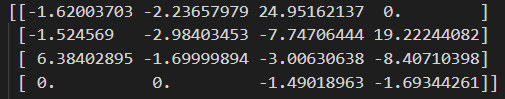 [[-1.62003703 -2.23657979 24.95162137 0. ]
[-1.524569 -2.98403453 -7.74706444 19.22244082]
[ 6.38402895 -1.69999894 -3.00630638 -8.40710398]
[ 0. 0. -1.49018963 -1.69344261]]